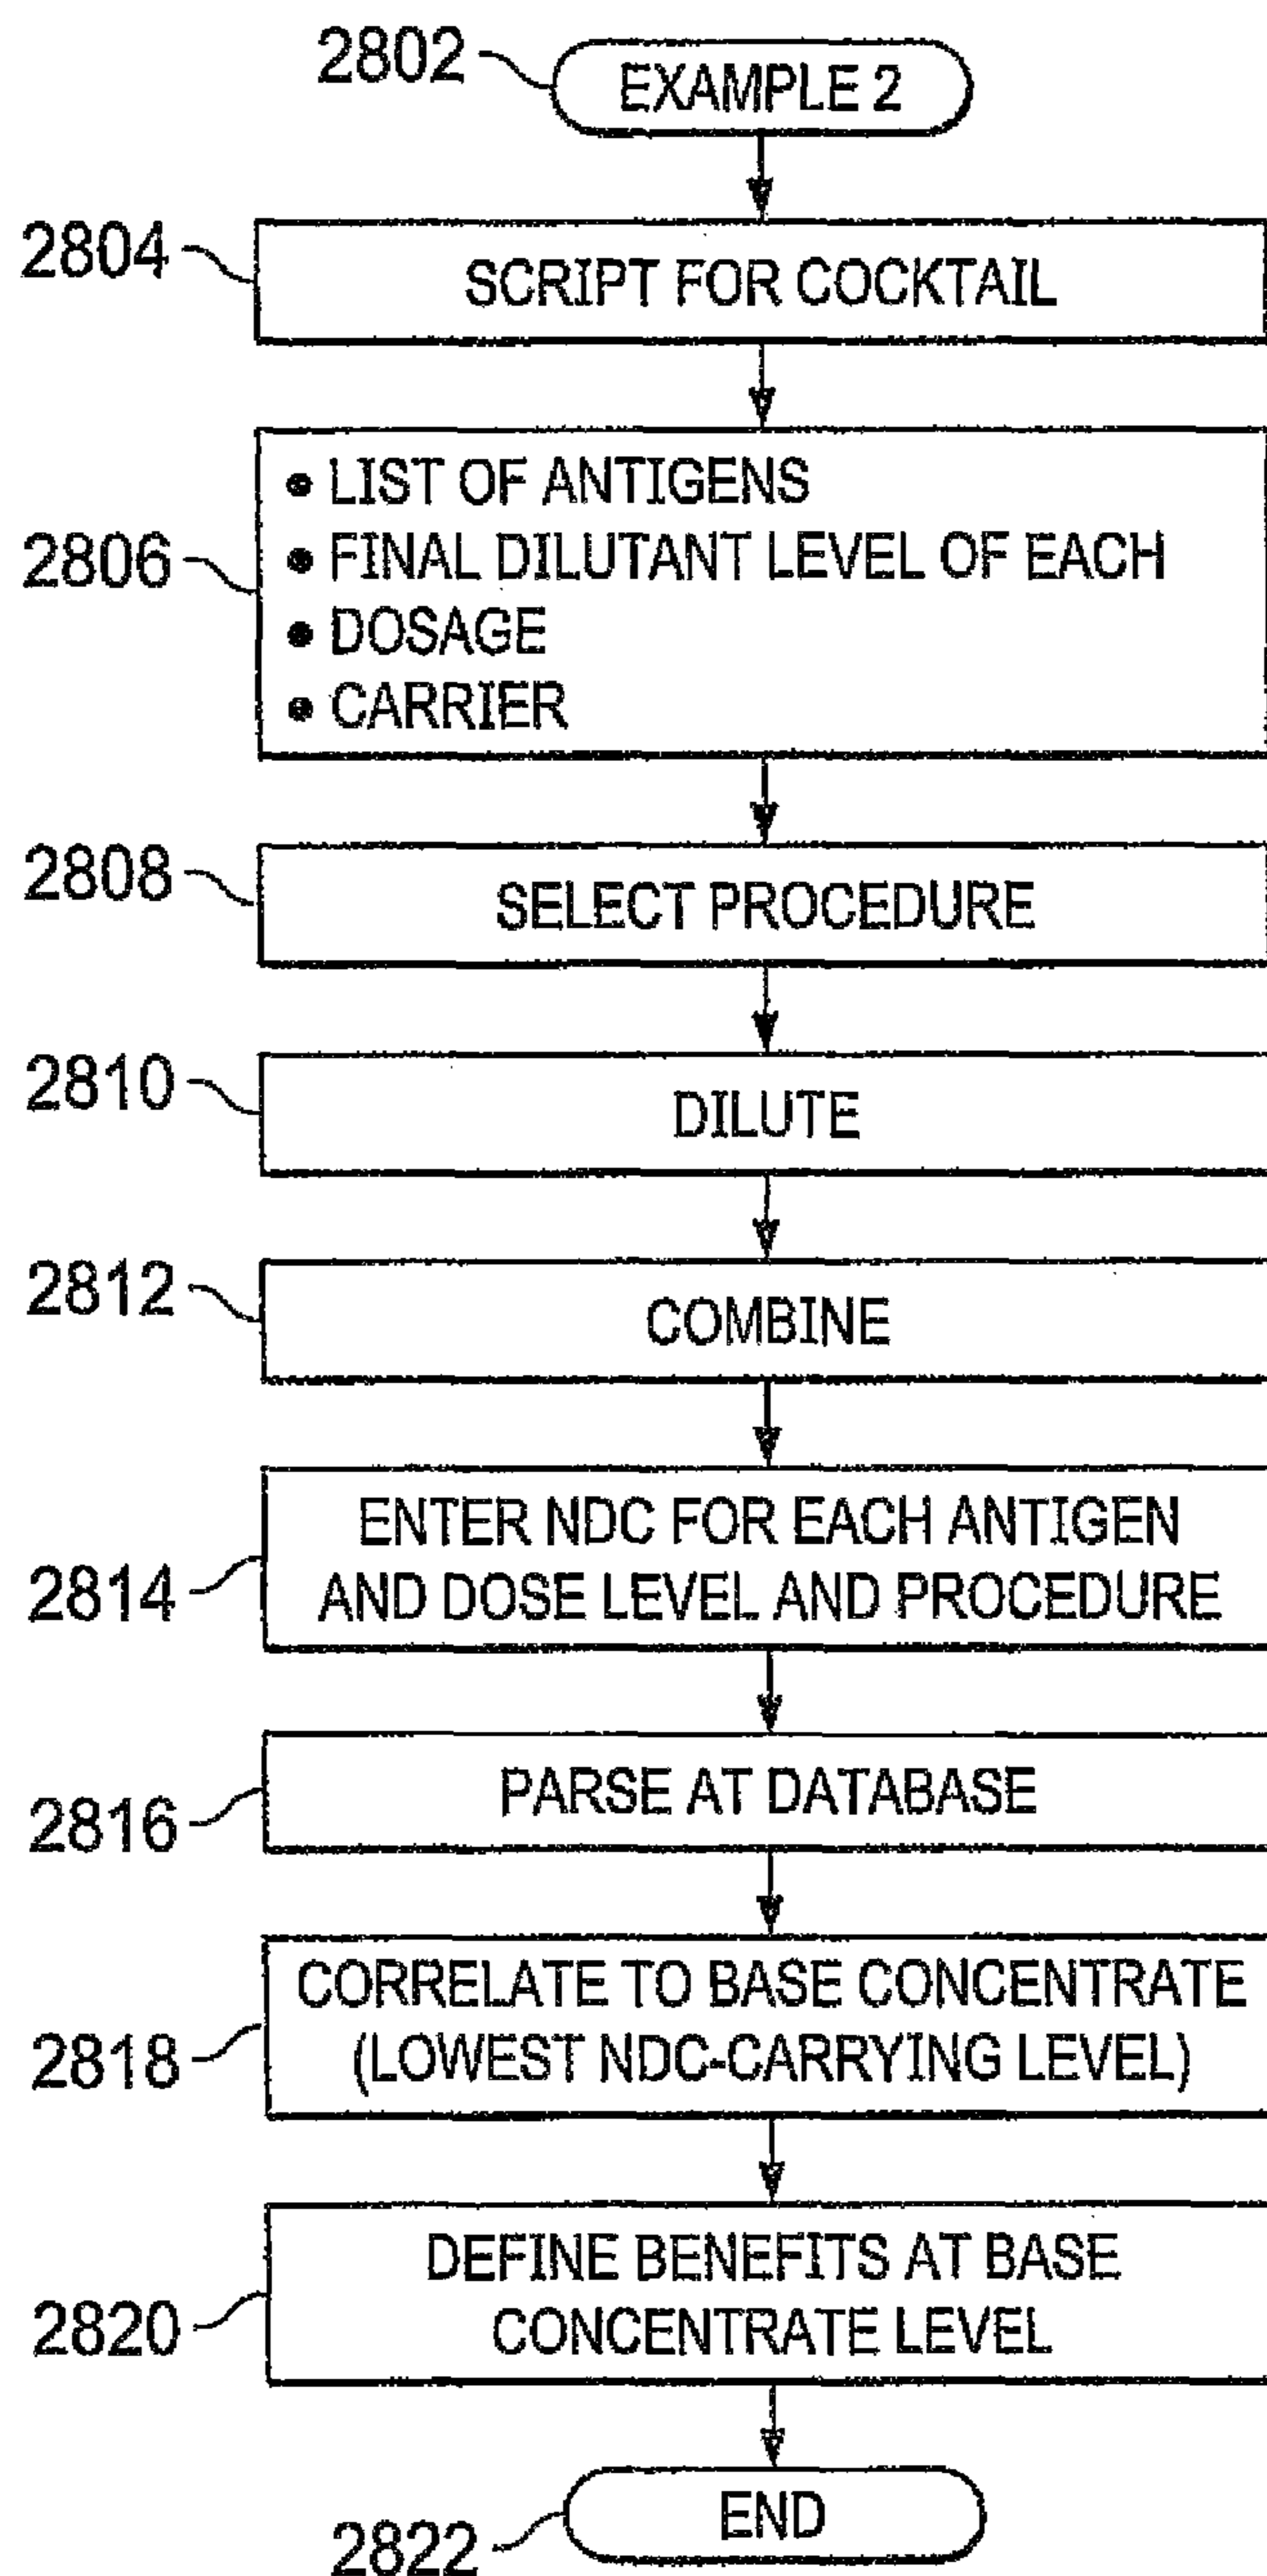 2802
EXAMPLE 2
2804
SCRIPT FOR COCKTAIL
2806
• LIST OF ANTIGENS
• FINAL DILUTANT LEVEL OF EACH
• DOSAGE
• CARRIER
2808
SELECT PROCEDURE
2810
DILUTE
2812
COMBINE
2814
ENTER NDC FOR EACH ANTIGEN
AND DOSE LEVEL AND PROCEDURE
2816
PARSE AT DATABASE
2818
CORRELATE TO BASE CONCENTRATE
(LOWEST NDC-CARRYING LEVEL)
2820
DEFINE BENEFITS AT BASE
CONCENTRATE LEVEL
2822
END